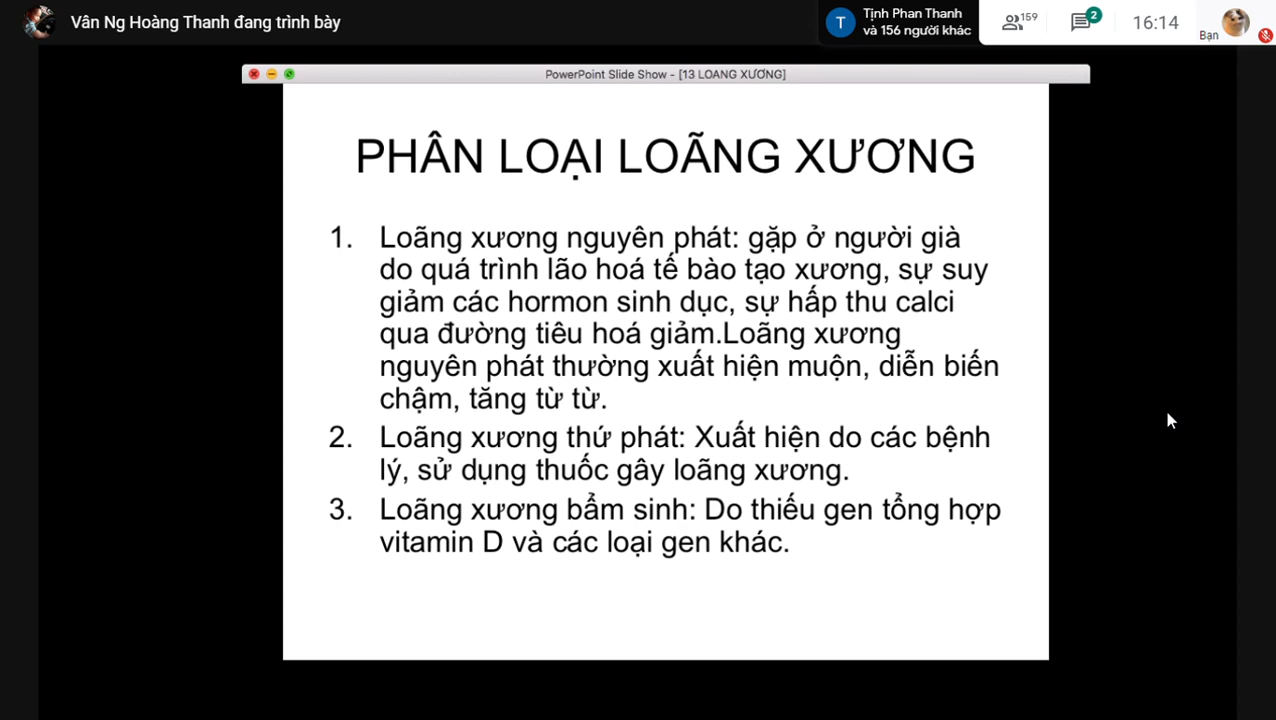 Vân Ng Hoàng Thanh đang trình bày
T
Tịnh Phan Thanh
và 156 người khác
159
2
16:14
Bạn
PowerPoint Slide Show - [13 LOANG XƯƠNG]
PHÂN LOẠI LOÃNG XƯƠNG
1. Loãng xương nguyên phát: gặp ở người già
do quá trình lão hoá tế bào tạo xương, sự suy
giảm các hormon sinh dục, sự hấp thu calci
qua đường tiêu hoá giảm.Loãng xương
nguyên phát thường xuất hiện muộn, diễn biến
chậm, tăng từ từ.
2. Loãng xương thứ phát: Xuất hiện do các bệnh
lý, sử dụng thuốc gây loãng xương.
3. Loãng xương bẩm sinh: Do thiếu gen tổng hợp
vitamin D và các loại gen khác.